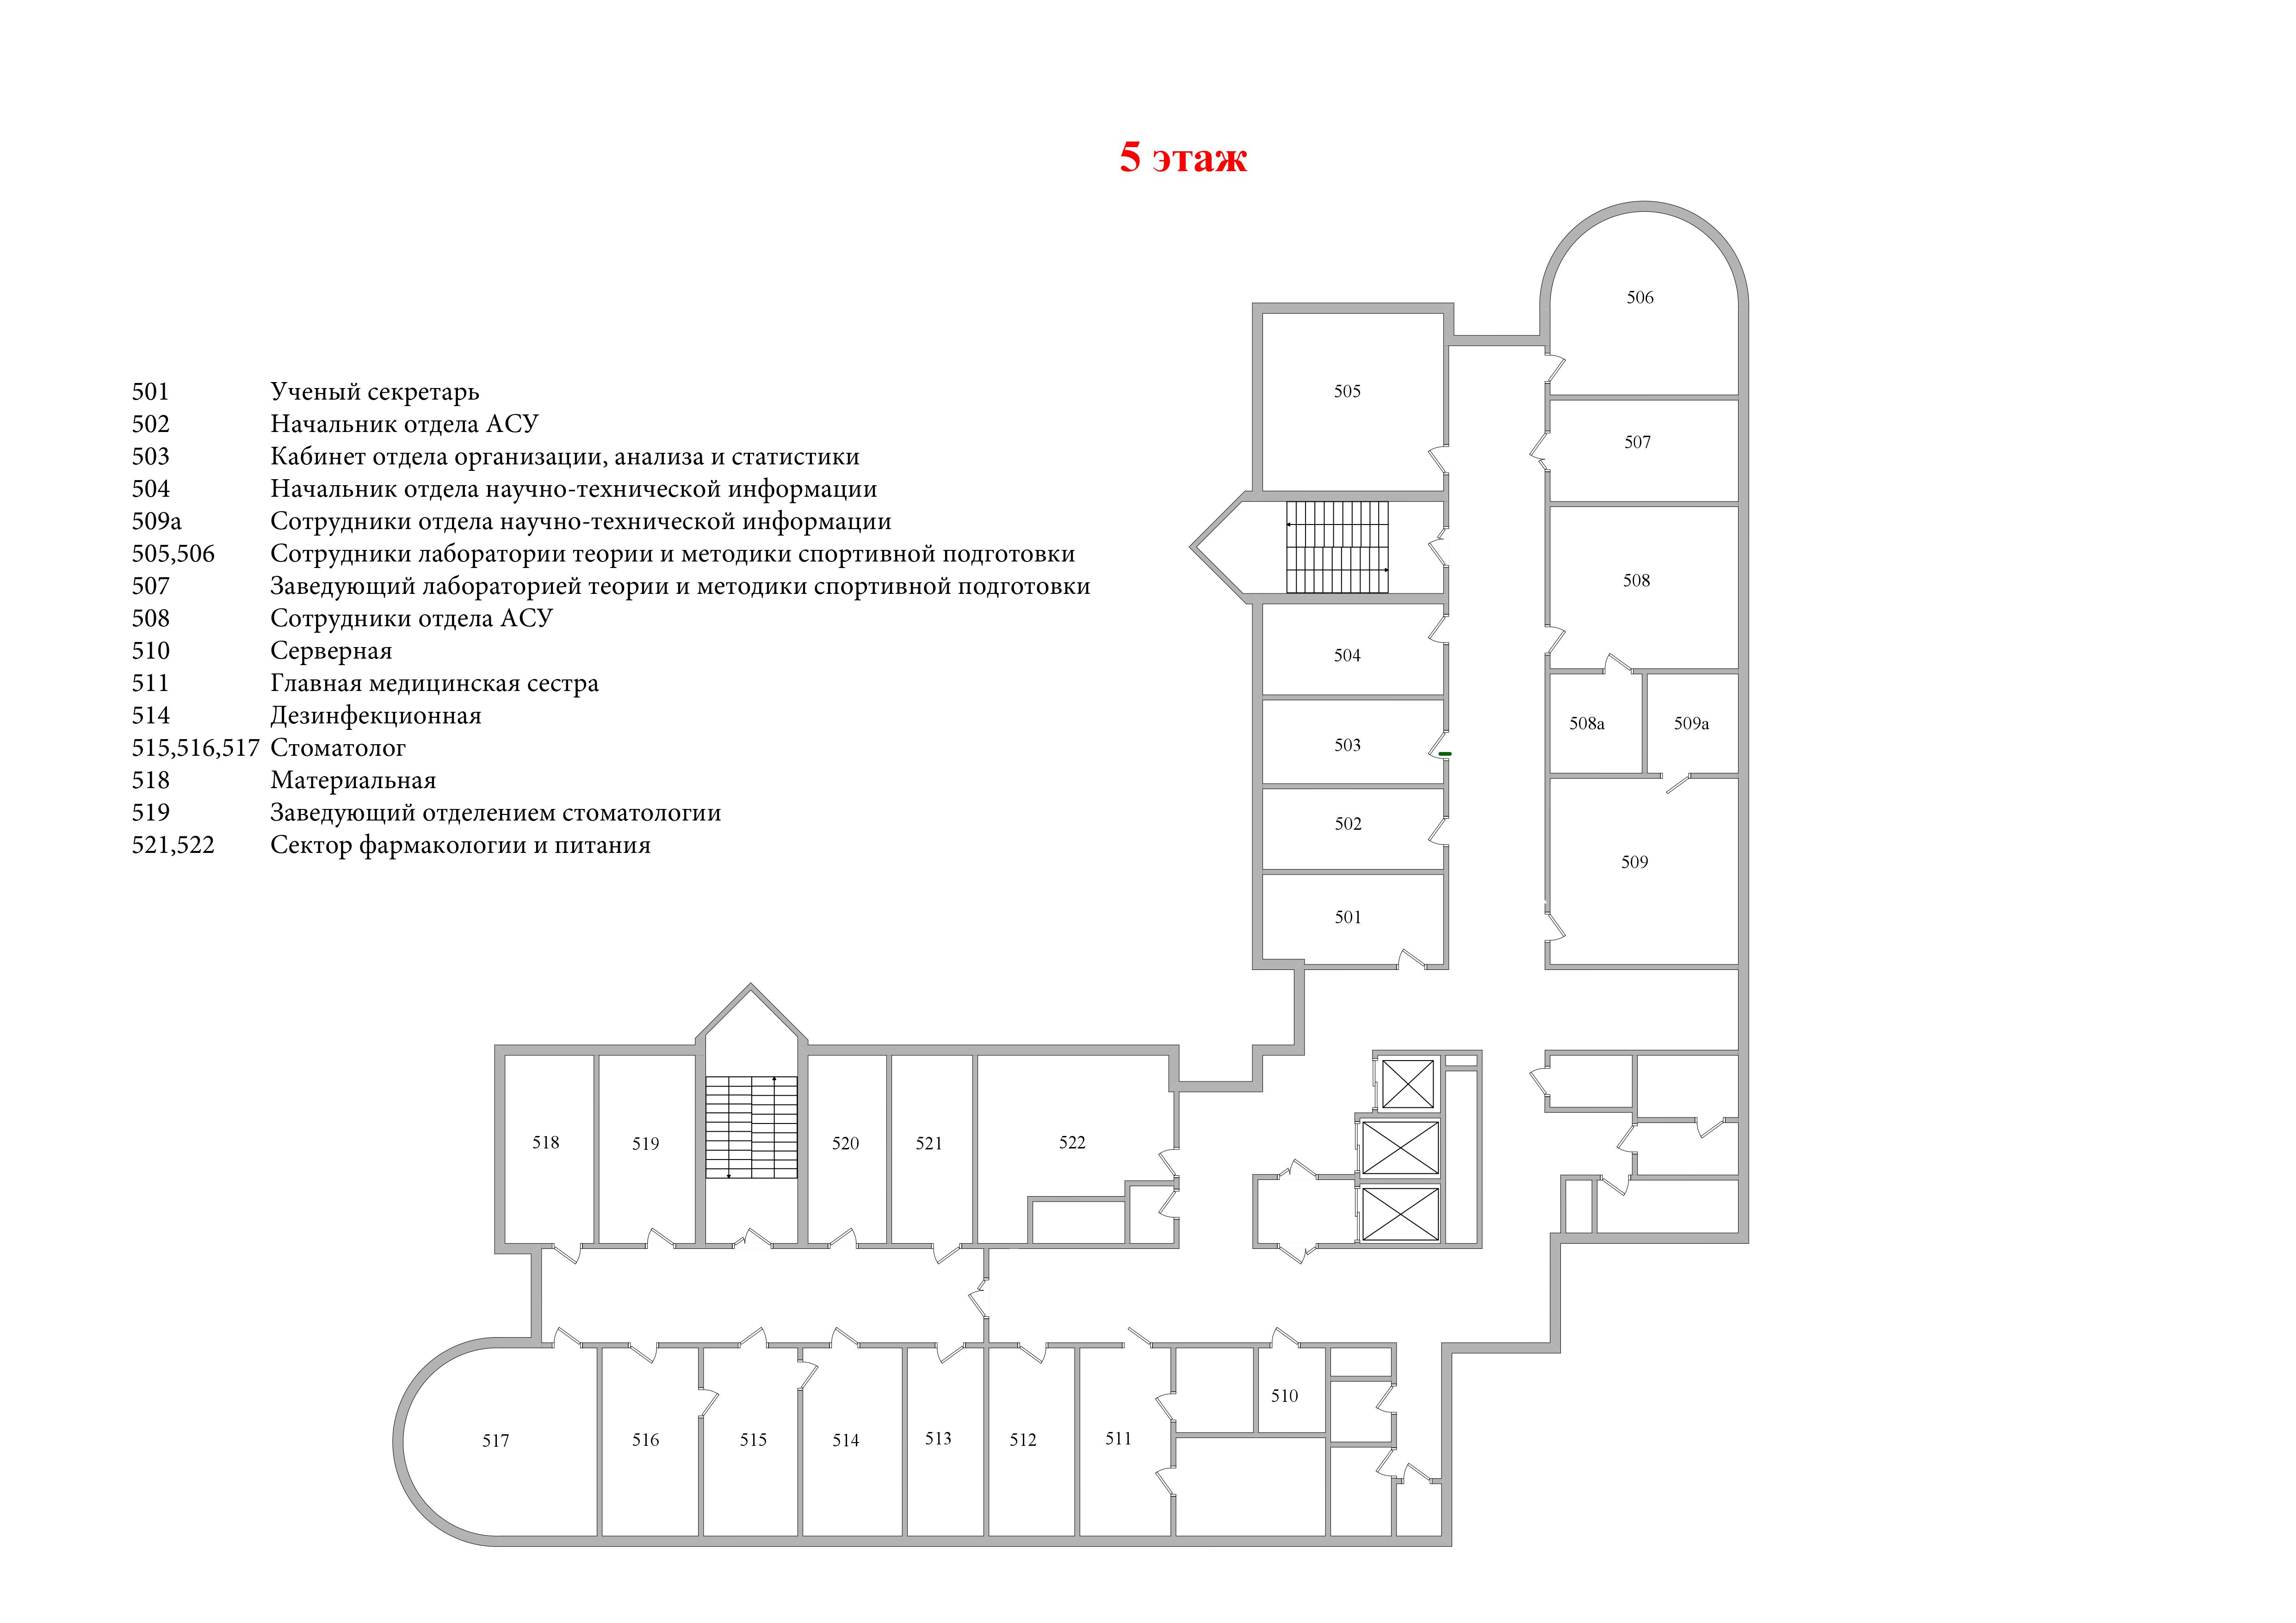 5 этаж
501 Ученый секретарь
502 Начальник отдела АСУ
503 Кабинет отдела организации, анализа и статистики
504 Начальник отдела научно-технической информации
509а Сотрудники отдела научно-технической информации
505,506 Сотрудники лаборатории теории и методики спортивной подготовки
507 Заведующий лабораторией теории и методики спортивной подготовки
508 Сотрудники отдела АСУ
510 Серверная
511 Главная медицинская сестра
514 Дезинфекционная
515,516,517 Стоматолог
518 Материальная
519 Заведующий отделением стоматологии
521,522 Сектор фармакологии и питания
506
505
507
508
504
508а
509а
503
502
509
501
518
519
520
521
522
510
517
516
515
514
513
512
511